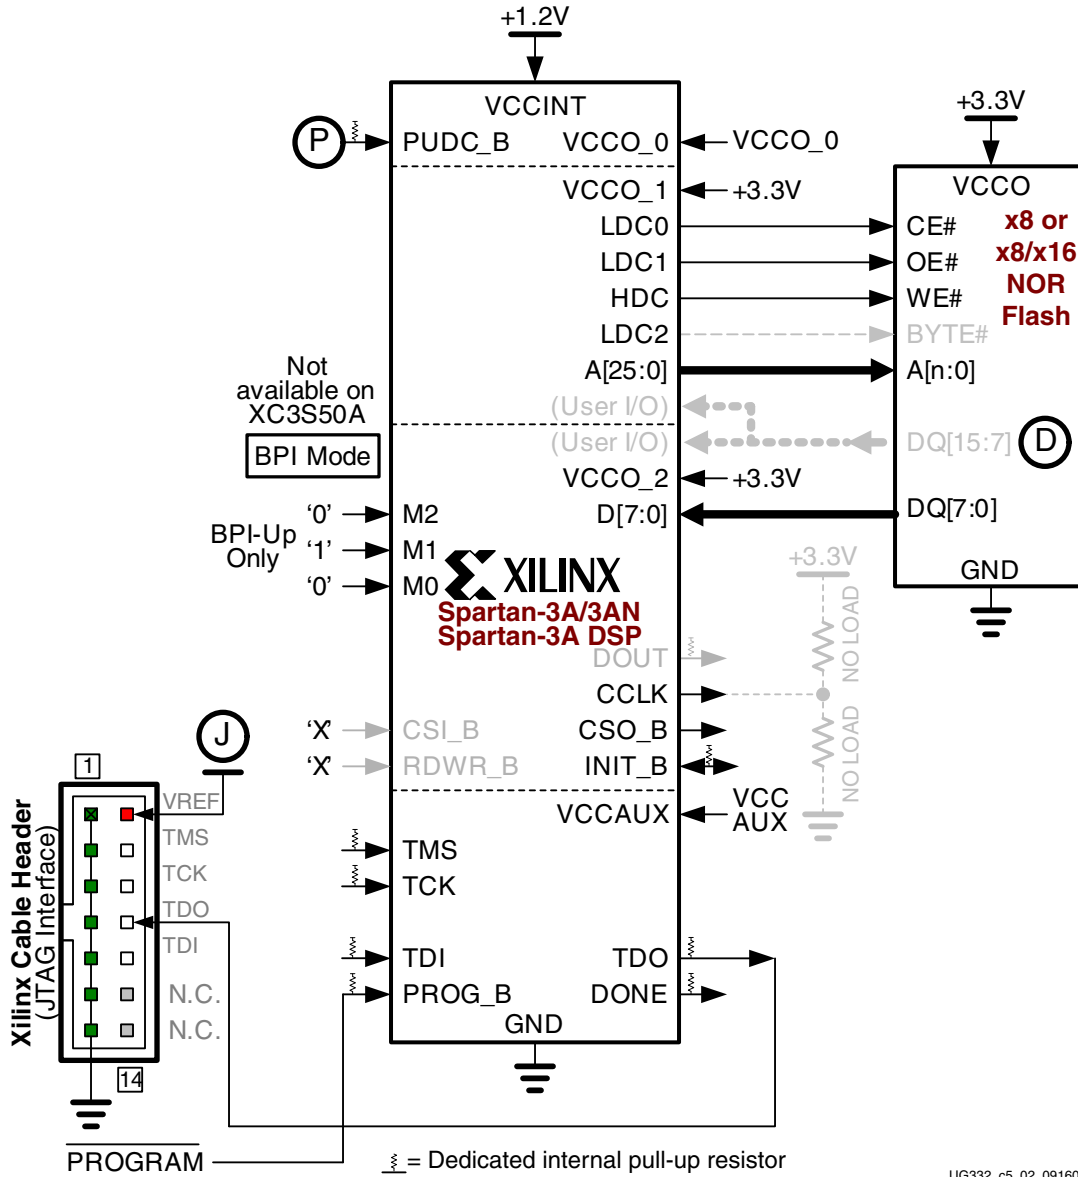 +1.2V
VCCINT
P
PUDC_B
VCCO_0
VCCO_0
+3.3V
VCCO
VCCO_1
+3.3V
LDC0
CE#
x8 or
LDC1
OE#
x8/x16
HDC
WE#
NOR
Flash
LDC2
BYTE#
A[25:0]
A[n:0]
Not
available on
XC3S50A
(User I/O)
(User I/O)
DQ[15:7]
D
BPI Mode
VCCO_2
+3.3V
BPI-Up
Only
'0'
M2
D[7:0]
DQ[7:0]
'1'
M1
'0'
M0
XILINX
+3.3V
GND
Spartan-3A/3AN
Spartan-3A DSP
NO LOAD
DOUT
CCLK
J
'X'
CSI_B
CSO_B
NO LOAD
'X'
RDWR_B
INIT_B
1
VREF
VCCAUX
VCC
AUX
TMS
TMS
TCK
TCK
TDO
TDI
TDI
TDO
N.C.
PROG_B
DONE
N.C.
GND
Xilinx Cable Header
(JTAG Interface)
14
PROGRAM
= Dedicated internal pull-up resistor
UG332_c5_02_09160